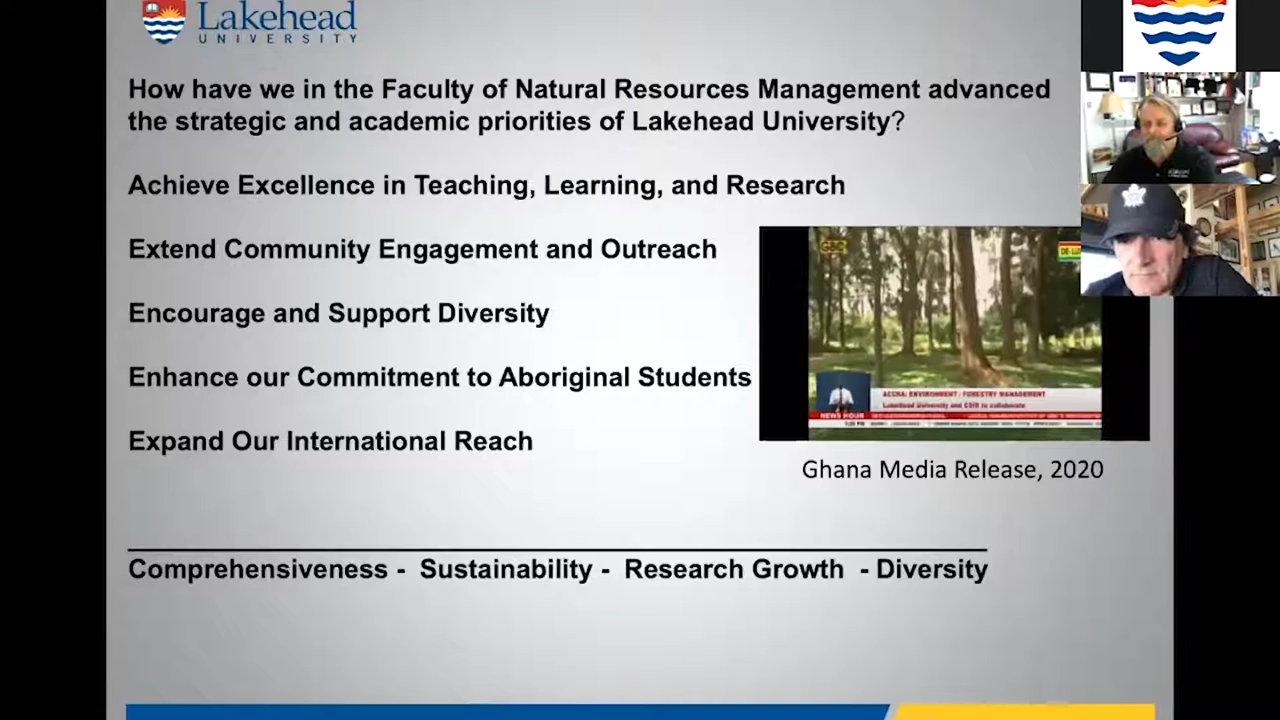 Lakehead
UNIVERSITY
How have we in the Faculty of Natural Resources Management advanced
the strategic and academic priorities of Lakehead University?
Achieve Excellence in Teaching, Learning, and Research
Extend Community Engagement and Outreach
Encourage and Support Diversity
Enhance our Commitment to Aboriginal Students
Expand Our International Reach
GBC
ACCRA: ENVIRONMENT: FORESTRY MANAGEMENT
Lakehead University and CSIR to collaborate
NEWS HOUR
Ghana Media Release, 2020
Comprehensiveness - Sustainability - Research Growth - Diversity